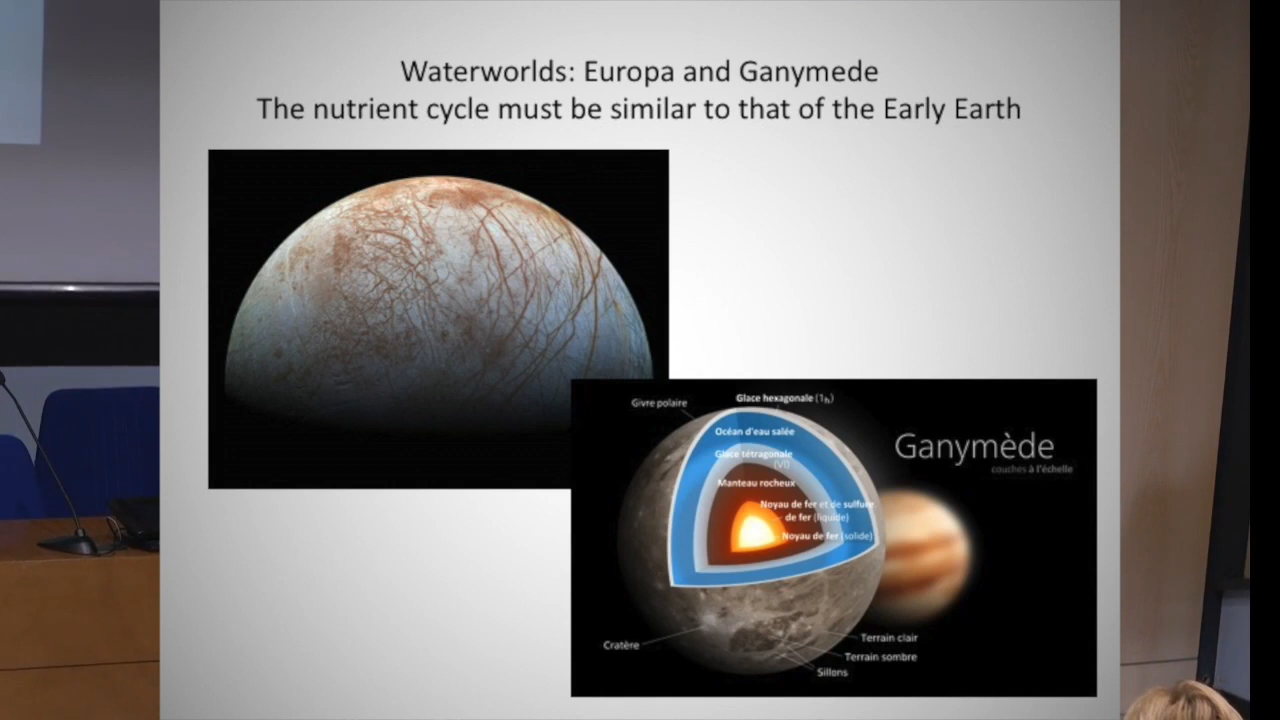 Waterworlds: Europa and Ganymede
The nutrient cycle must be similar to that of the Early Earth
Givre polaire
Glace hexagonale (1h)
Océan d'eau salée
Glace tétragonale
(VI)
Manteau rocheux
Noyau de fer et de sulfure
de fer (liquide)
Noyau de fer (solide)
Ganymède
couches à l'échelle
Cratère
Terrain clair
Terrain sombre
Sillons